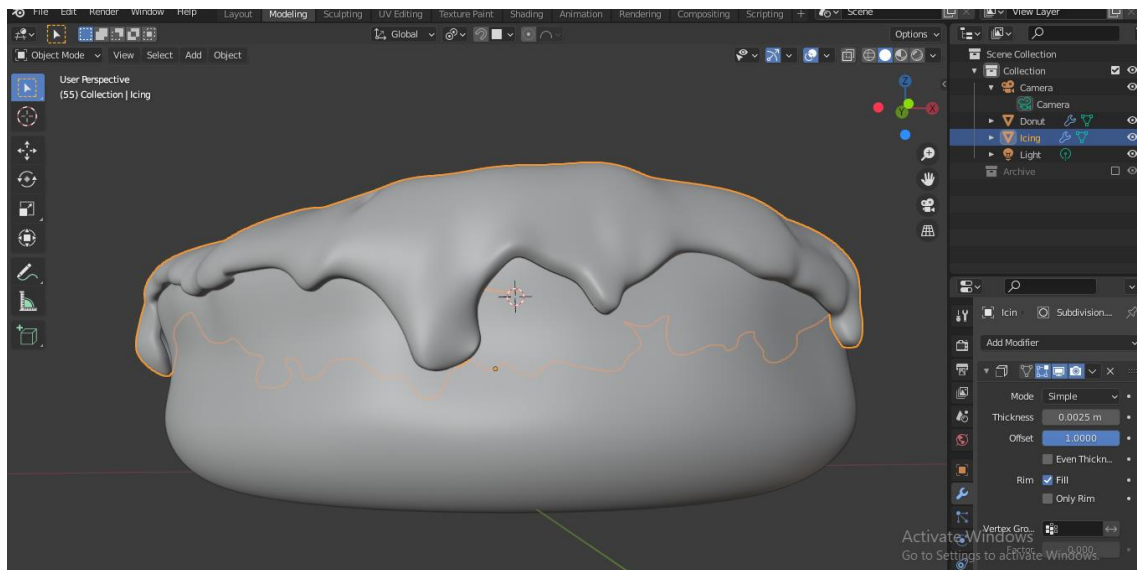 File Edit Render Window Help Layout Modeling Sculpting UV Editing Texture Paint Shading Animation Rendering Compositing Scripting + Scene View Layer
Global Options
Object Mode View Select Add Object
User Perspective
(55) Collection | Icing
Z
Y
X
Scene Collection
Collection
Camera
Camera
Donut
Icing
Light
Archive
Icin Subdivision...
Add Modifier
Mode Simple
Thickness 0.0025 m
Offset 1.0000
Even Thickn...
Rim Fill
Only Rim
Vertex Gro...
Factor 0.000
Activate Windows
Go to Settings to activate Windows.